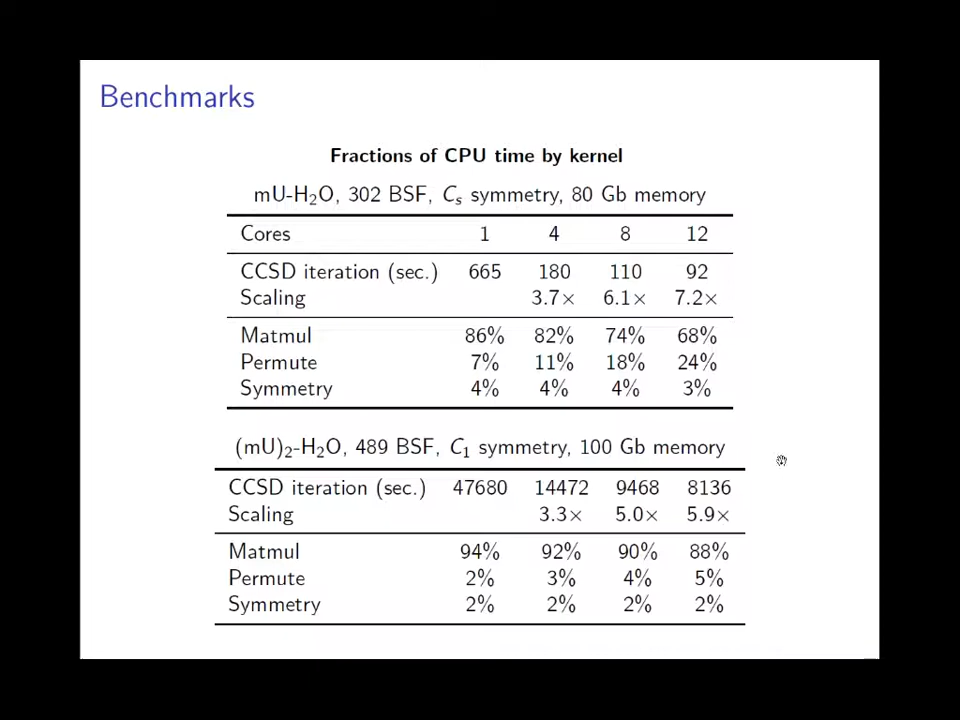 Benchmarks
Fractions of CPU time by kernel
mU-H₂O, 302 BSF, Cₛ symmetry, 80 Gb memory
Cores 1 4 8 12
CCSD iteration (sec.) 665 180 110 92
Scaling 3.7× 6.1× 7.2×
Matmul 86% 82% 74% 68%
Permute 7% 11% 18% 24%
Symmetry 4% 4% 4% 3%
(mU)₂-H₂O, 489 BSF, C₁ symmetry, 100 Gb memory
CCSD iteration (sec.) 47680 14472 9468 8136
Scaling 3.3× 5.0× 5.9×
Matmul 94% 92% 90% 88%
Permute 2% 3% 4% 5%
Symmetry 2% 2% 2% 2%